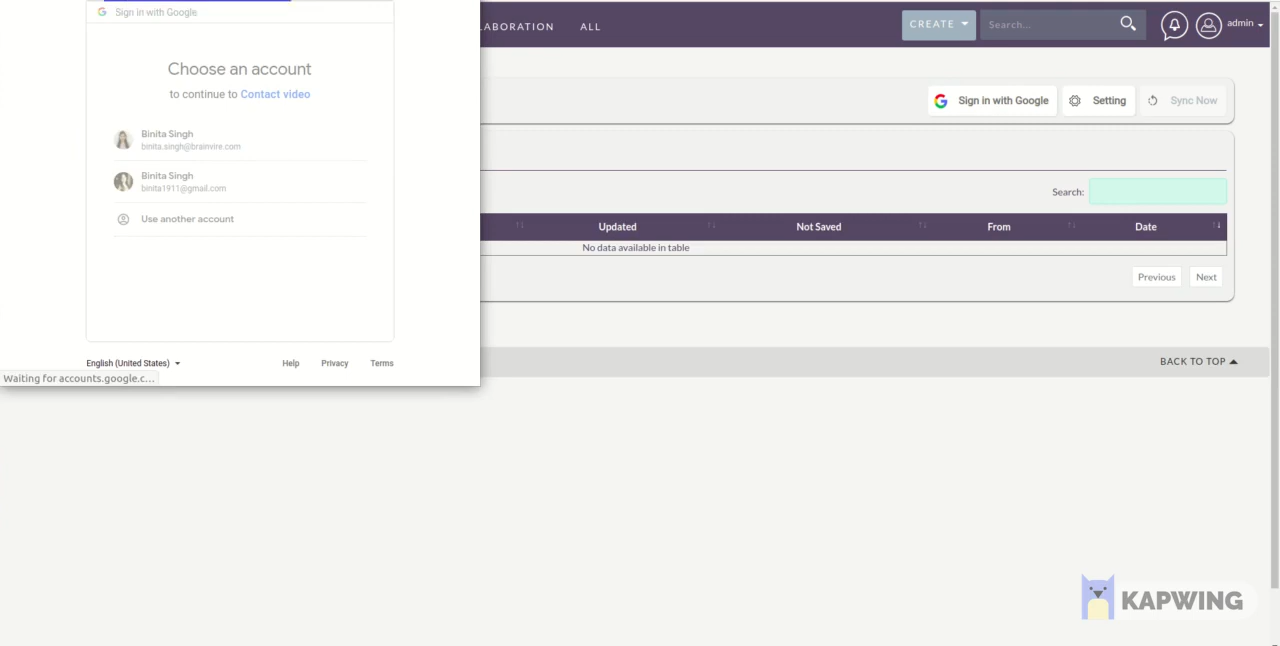 Sign in with Google
Choose an account
to continue to Contact video
Binita Singh
binita.singh@brainvire.com
Binita Singh
binita1911@gmail.com
Use another account
English (United States)
Help
Privacy
Terms
Waiting for accounts.google.c...
LABORATION
ALL
CREATE
Search...
admin
Sign in with Google
Setting
Sync Now
Search:
Updated
Not Saved
From
Date
No data available in table
Previous
Next
BACK TO TOP
KAPWING